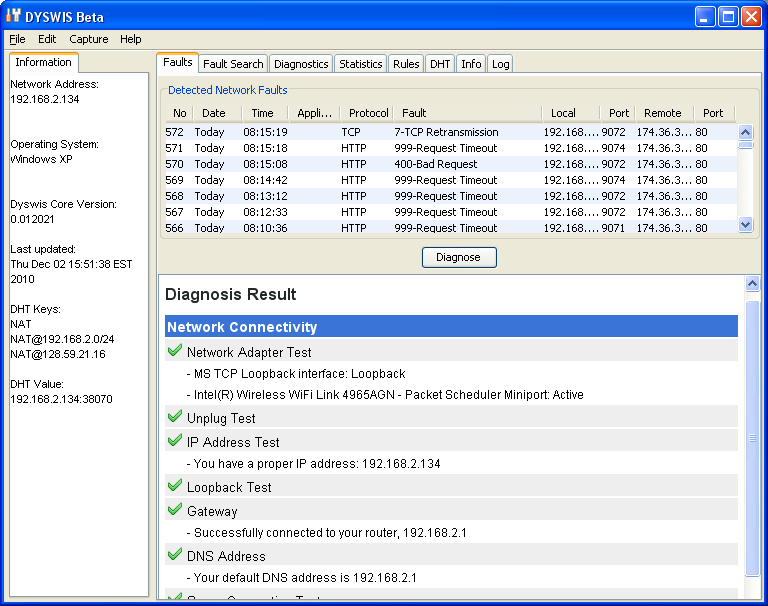 DYSWIS Beta
File Edit Capture Help
Information
Network Address:
192.168.2.134
Operating System:
Windows XP
Dyswis Core Version:
0.012021
Last updated:
Thu Dec 02 15:51:38 EST
2010
DHT Keys:
NAT
NAT@192.168.2.0/24
NAT@128.59.21.16
DHT Value:
192.168.2.134:38070
Faults Fault Search Diagnostics Statistics Rules DHT Info Log
Detected Network Faults
No Date Time Appli... Protocol Fault Local Port Remote Port
572 Today 08:15:19 TCP 7-TCP Retransmission 192.168.... 9072 174.36.3... 80
571 Today 08:15:18 HTTP 999-Request Timeout 192.168.... 9074 174.36.3... 80
570 Today 08:15:08 HTTP 400-Bad Request 192.168.... 9072 174.36.3... 80
569 Today 08:14:42 HTTP 999-Request Timeout 192.168.... 9074 174.36.3... 80
568 Today 08:13:12 HTTP 999-Request Timeout 192.168.... 9072 174.36.3... 80
567 Today 08:12:33 HTTP 999-Request Timeout 192.168.... 9072 174.36.3... 80
566 Today 08:10:36 HTTP 999-Request Timeout 192.168.... 9071 174.36.3... 80
Diagnose
Diagnosis Result
Network Connectivity
Network Adapter Test
- MS TCP Loopback interface: Loopback
- Intel(R) Wireless WiFi Link 4965AGN - Packet Scheduler Miniport: Active
Unplug Test
IP Address Test
- You have a proper IP address: 192.168.2.134
Loopback Test
Gateway
- Successfully connected to your router, 192.168.2.1
DNS Address
- Your default DNS address is 192.168.2.1